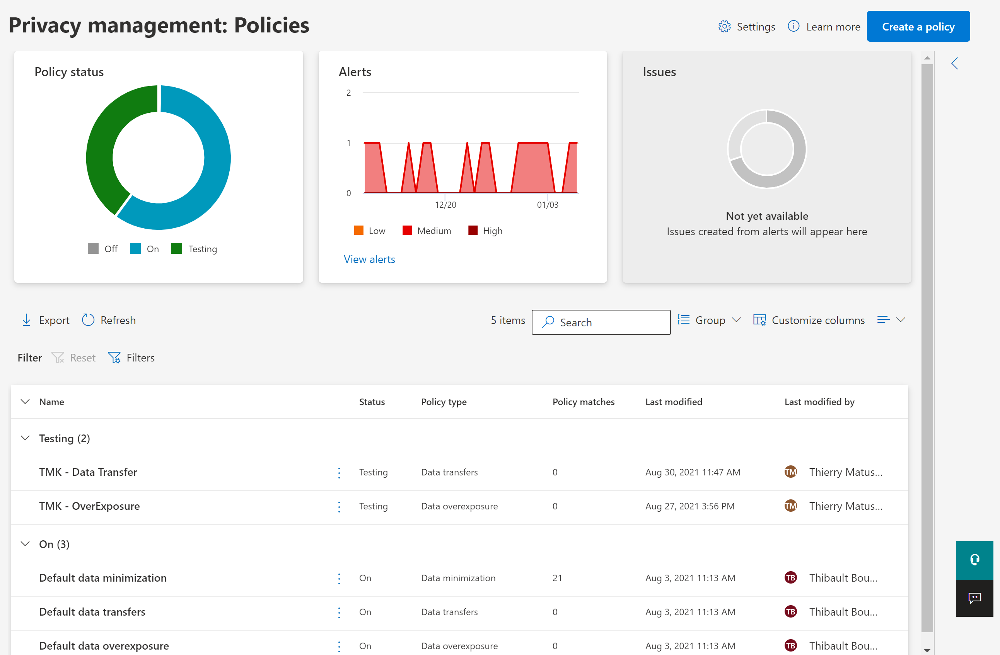 Privacy management: Policies
Settings
Learn more
Create a policy
Policy status
Off
On
Testing
Alerts
2
1
0
12/20
01/03
Low
Medium
High
View alerts
Issues
Not yet available
Issues created from alerts will appear here
Export
Refresh
5 items
Search
Group
Customize columns
Filter
Reset
Filters
Name Status Policy type Policy matches Last modified Last modified by
Testing (2)
TMK - Data Transfer Testing Data transfers 0 Aug 30, 2021 11:47 AM TM Thierry Matus...
TMK - OverExposure Testing Data overexposure 0 Aug 27, 2021 3:56 PM TM Thierry Matus...
On (3)
Default data minimization On Data minimization 21 Aug 3, 2021 11:13 AM TB Thibault Bou...
Default data transfers On Data transfers 0 Aug 3, 2021 11:13 AM TB Thibault Bou...
Default data overexposure On Data overexposure 0 Aug 3, 2021 11:13 AM TB Thibault Bou...